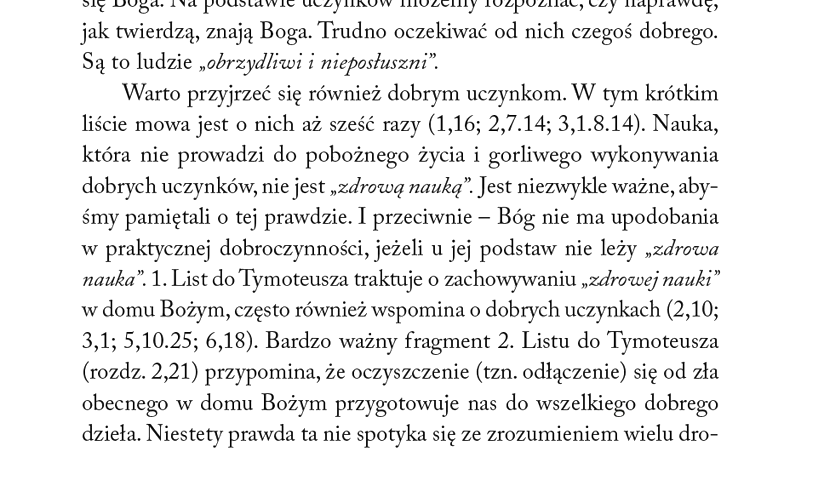 się Boga. Na podstawie uczynków możemy rozpoznać, czy naprawdę,
jak twierdzą, znają Boga. Trudno oczekiwać od nich czegoś dobrego.
Są to ludzie „obrzydliwi i nieposłuszni”.
Warto przyjrzeć się również dobrym uczynkom. W tym krótkim
liście mowa jest o nich aż sześć razy (1,16; 2,7.14; 3,1.8.14). Nauka,
która nie prowadzi do pobożnego życia i gorliwego wykonywania
dobrych uczynków, nie jest „zdrową nauką”. Jest niezwykle ważne, aby-
śmy pamiętali o tej prawdzie. I przeciwnie – Bóg nie ma upodobania
w praktycznej dobroczynności, jeżeli u jej podstaw nie leży „zdrowa
nauka”. 1. List do Tymoteusza traktuje o zachowywaniu „zdrowej nauki”
w domu Bożym, często również wspomina o dobrych uczynkach (2,10;
3,1; 5,10.25; 6,18). Bardzo ważny fragment 2. Listu do Tymoteusza
(rozdz. 2,21) przypomina, że oczyszczenie (tzn. odłączenie) się od zła
obecnego w domu Bożym przygotowuje nas do wszelkiego dobrego
dzieła. Niestety prawda ta nie spotyka się ze zrozumieniem wielu dro-